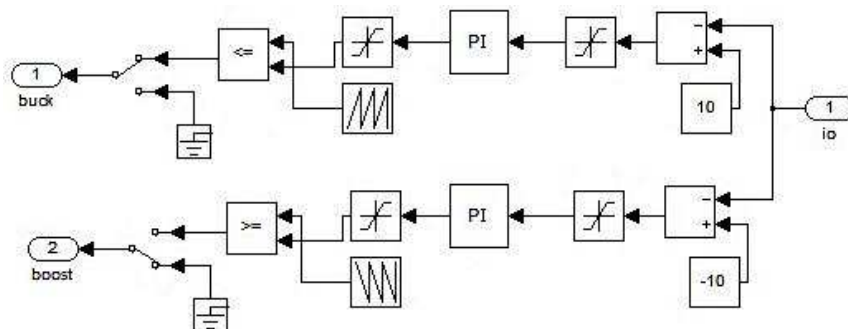 1
buck
<=
PI
−
+
10
1
io
2
boost
>=
PI
−
+
-10